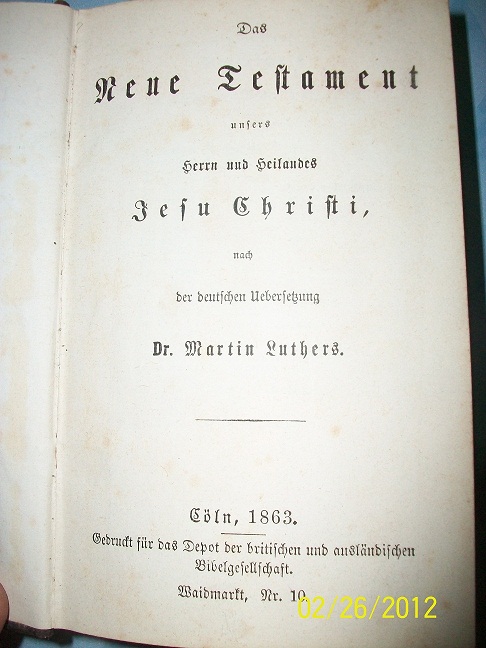 Das
Neue Testament
unsers
Herrn und Heilandes
Jesu Christi,
nach
der deutschen Uebersetzung
Dr. Martin Luthers.
Cöln, 1863.
Gedruckt für das Depot der britischen und ausländischen
Bibelgesellschaft.
Waidmarkt, Nr. 10
02/26/2012